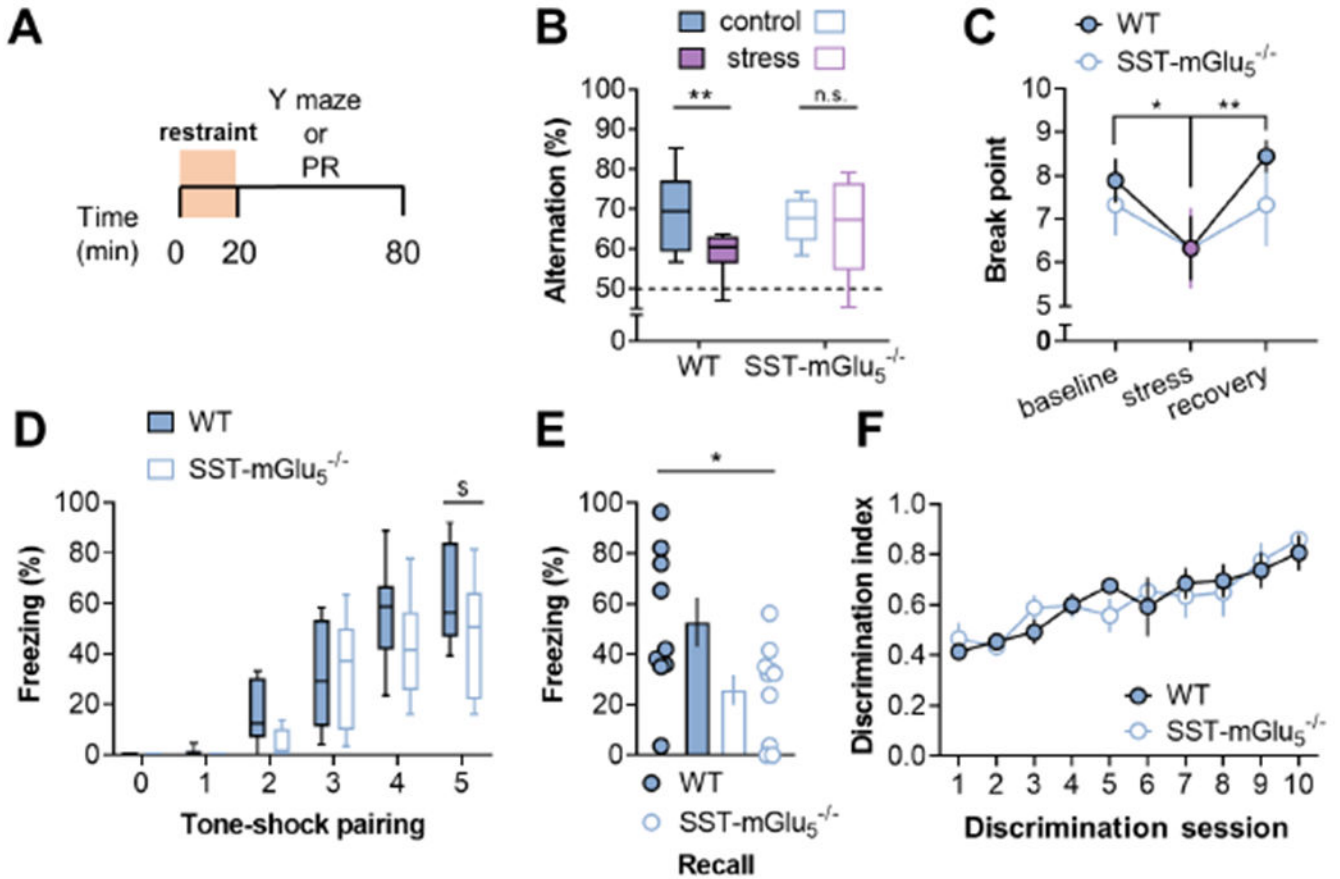 A
Y maze
restraint
or
PR
Time
(min)
0
20
80
B
control
stress
100
90
80
70
60
50
0
Alternation (%)
**
n.s.
WT
SST-mGlu5-/-
C
WT
SST-mGlu5-/-
10
9
8
7
6
5
0
Break point
*
**
baseline
stress
recovery
D
WT
SST-mGlu5-/-
100
80
60
40
20
0
Freezing (%)
$
0 1 2 3 4 5
Tone-shock pairing
E
*
100
80
60
40
20
0
Freezing (%)
WT
SST-mGlu5-/-
Recall
F
1.0
0.8
0.6
0.4
0.2
0.0
Discrimination index
WT
SST-mGlu5-/-
1 2 3 4 5 6 7 8 9 10
Discrimination session